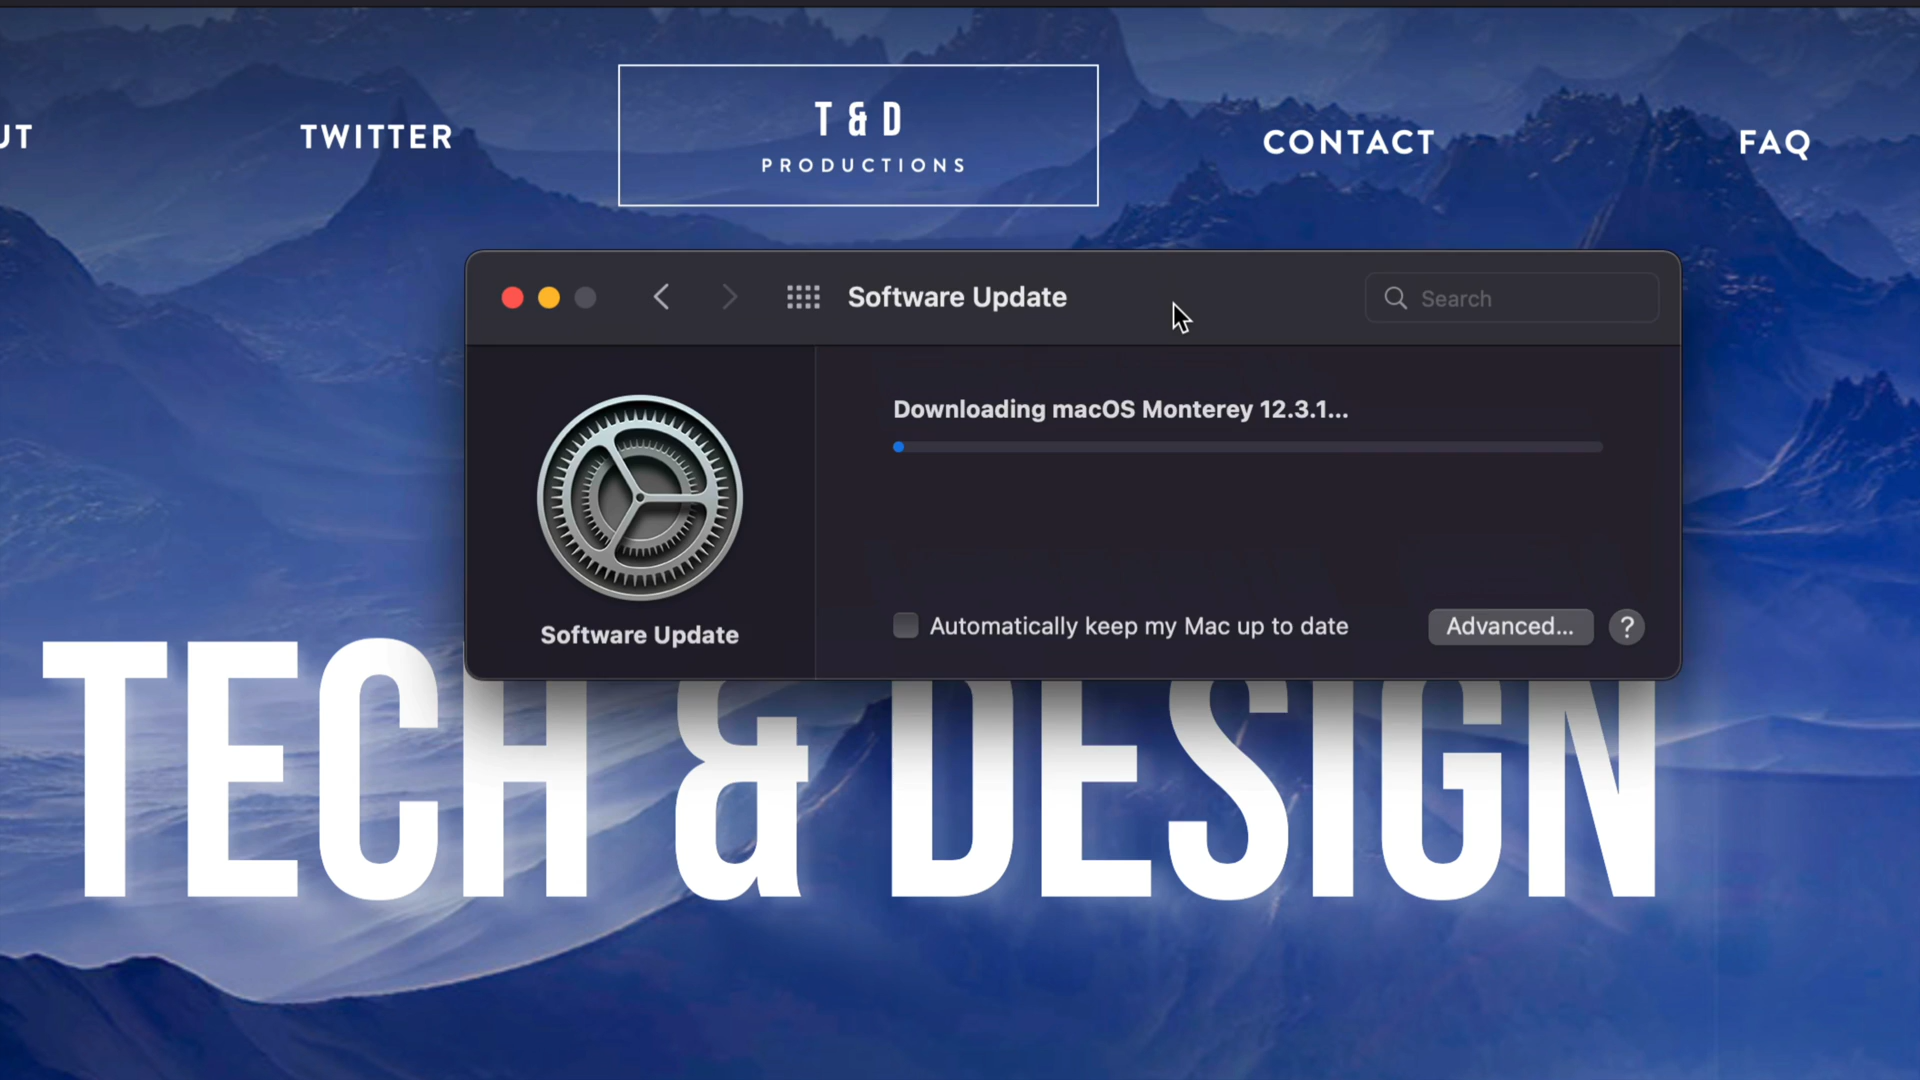 UT
TWITTER
T & D
PRODUCTIONS
CONTACT
FAQ
Software Update
Search
Downloading macOS Monterey 12.3.1...
Software Update
Automatically keep my Mac up to date
Advanced...
?
TECH & DESIGN